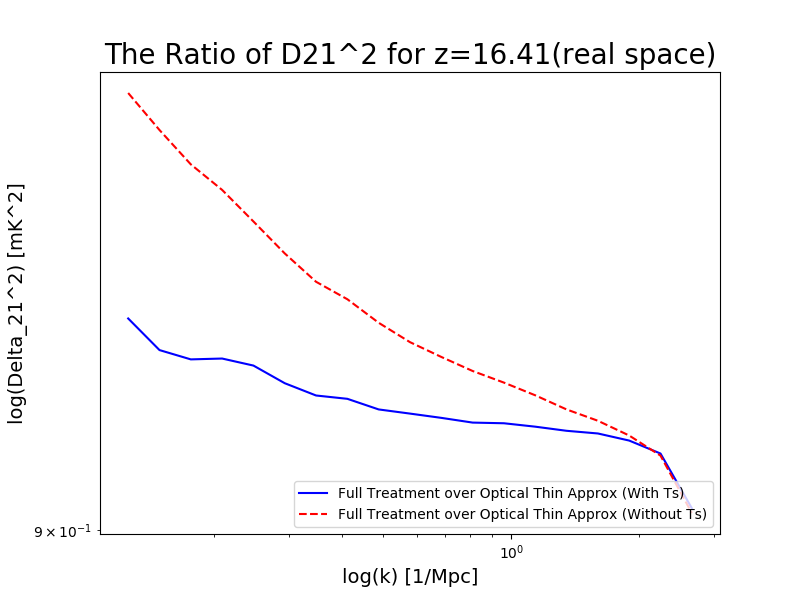 The Ratio of D21^2 for z=16.41(real space)
log(Delta_21^2) [mK^2]
9 × 10⁻¹
Full Treatment over Optical Thin Approx (With Ts)
Full Treatment over Optical Thin Approx (Without Ts)
10⁰
log(k) [1/Mpc]